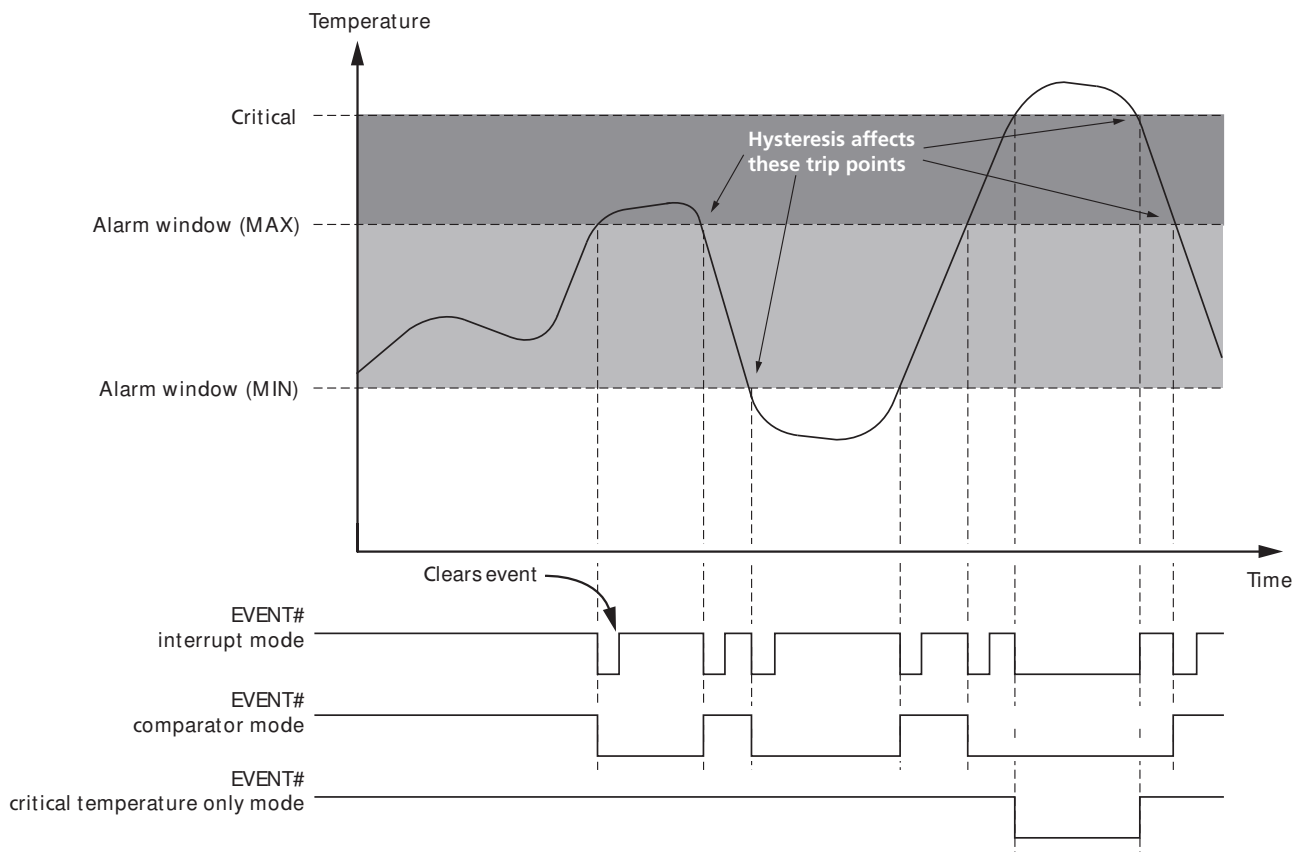 Temperature
Critical
Hysteresis affects
these trip points
Alarm window (MAX)
Alarm window (MIN)
Clears event
Time
EVENT#
interrupt mode
EVENT#
comparator mode
EVENT#
critical temperature only mode